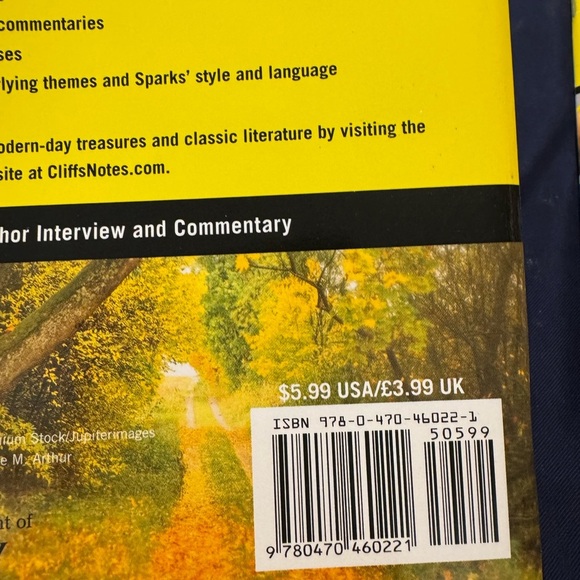 commentaries
ses
lying themes and Sparks' style and language
odern-day treasures and classic literature by visiting the
site at CliffsNotes.com.
hor Interview and Commentary
$5.99 USA/£3.99 UK
ISBN 978-0-470-46022-1
50599
9 780470 460221
ium Stock/Jupiterimages
e M. Arthur
t of